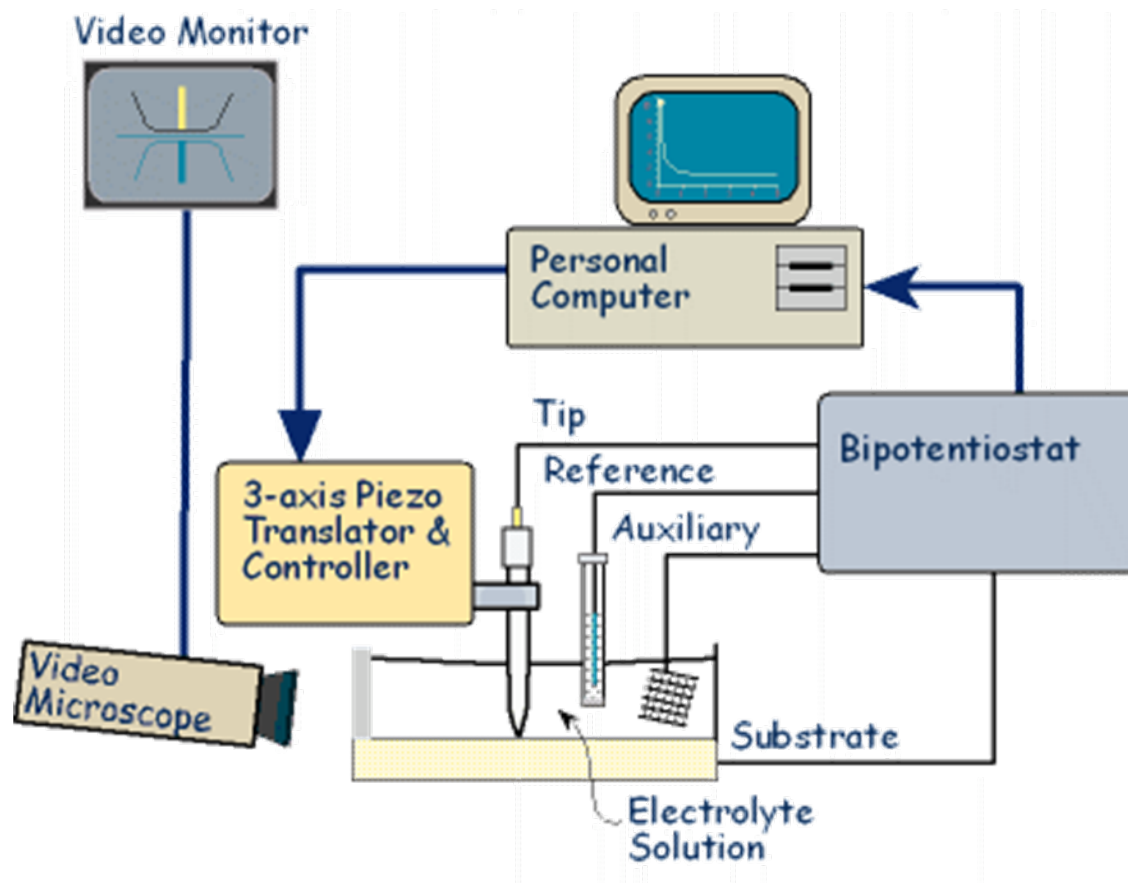 Video Monitor
Personal
Computer
Tip
Bipotentiostat
Reference
3-axis Piezo
Translator &
Controller
Auxiliary
Video
Microscope
Substrate
Electrolyte
Solution